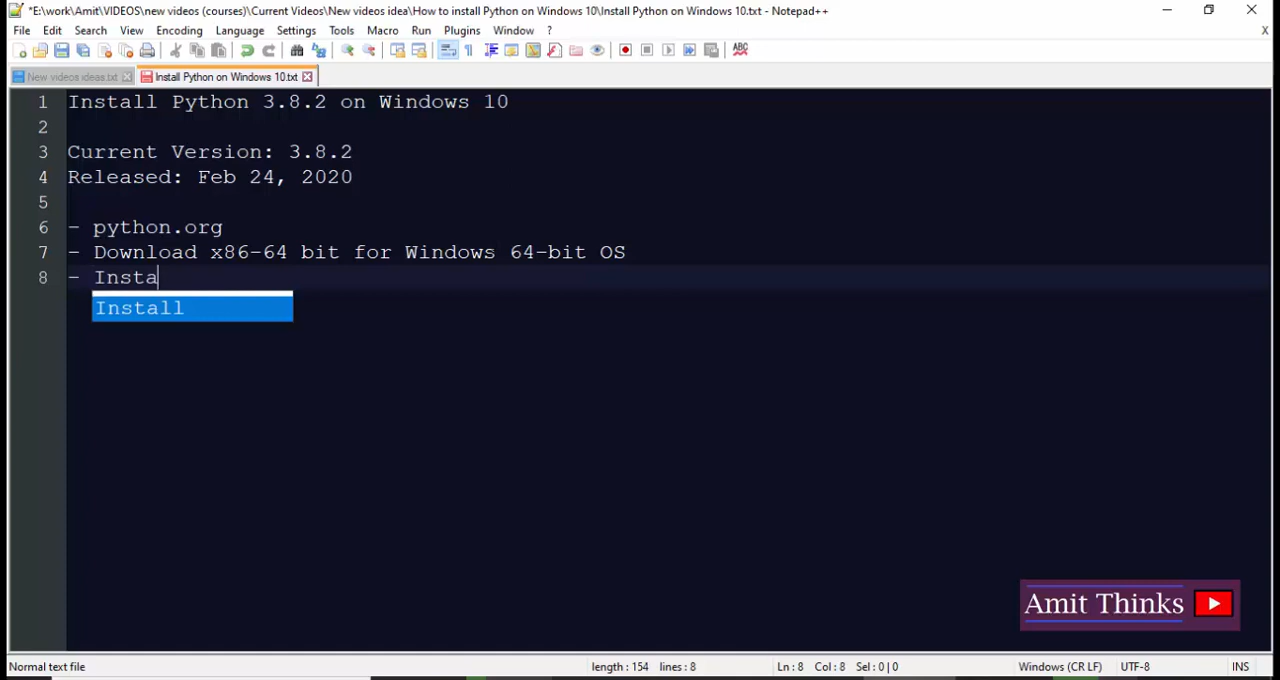 *E:\work\Amit\VIDEOS\new videos (courses)\Current Videos\New videos idea\How to install Python on Windows 10\Install Python on Windows 10.txt - Notepad++
File Edit Search View Encoding Language Settings Tools Macro Run Plugins Window ? X
New videos ideas.txt Install Python on Windows 10.txt
1 Install Python 3.8.2 on Windows 10
2
3 Current Version: 3.8.2
4 Released: Feb 24, 2020
5
6 - python.org
7 - Download x86-64 bit for Windows 64-bit OS
8 - Insta
Install
Amit Thinks
Normal text file length : 154 lines : 8 Ln : 8 Col : 8 Sel : 0 | 0 Windows (CR LF) UTF-8 INS